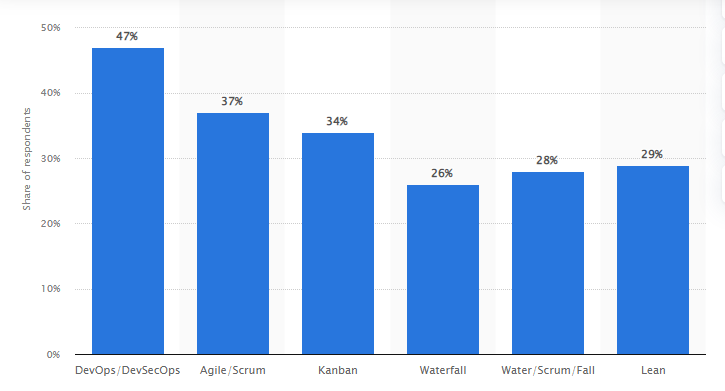 50%
40%
30%
20%
10%
0%
Share of respondents
47%
37%
34%
26%
28%
29%
DevOps/DevSecOps
Agile/Scrum
Kanban
Waterfall
Water/Scrum/Fall
Lean